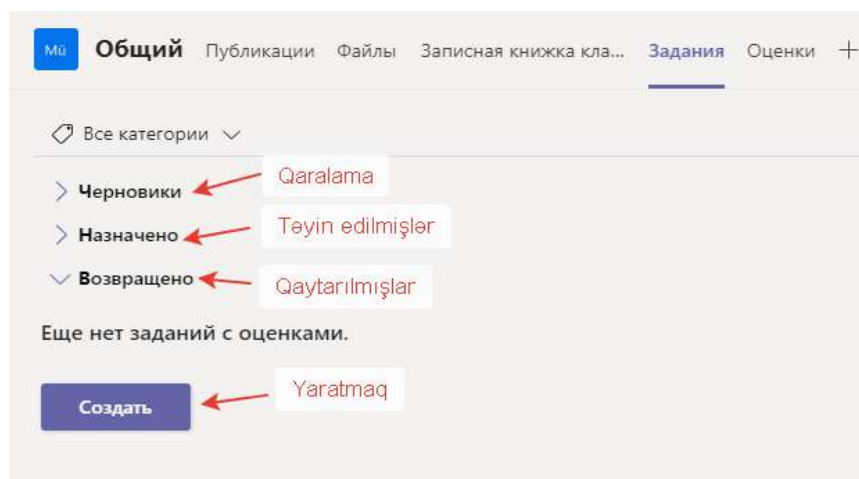 Mü Общий Публикации Файлы Записная книжка кла... Задания Оценки +
Все категории
Черновики Qaralama
Назначено Təyin edilmişlər
Возвращено Qaytarılmışlar
Еще нет заданий с оценками.
Создать Yaratmaq